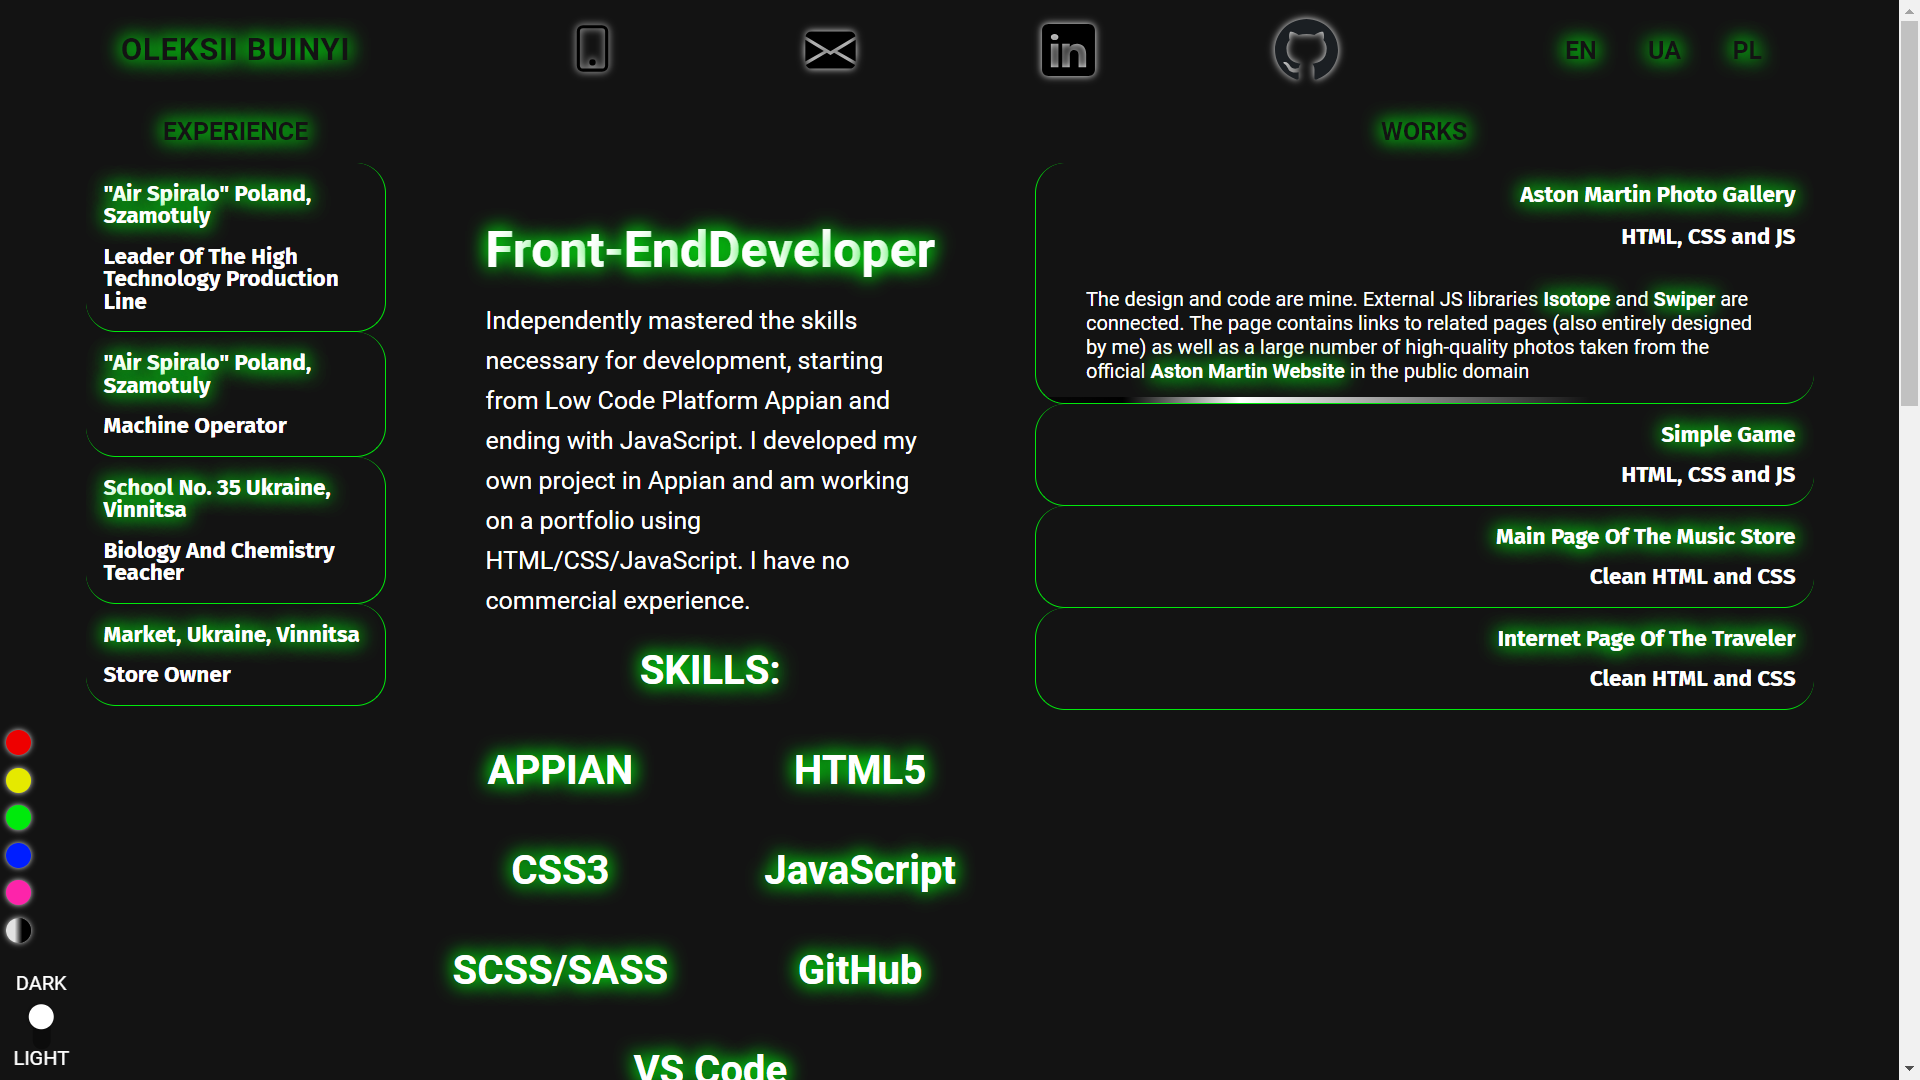 OLEKSII BUINYI
in
EN UA PL
EXPERIENCE
"Air Spiralo" Poland,
Szamotuly
Leader Of The High
Technology Production
Line
"Air Spiralo" Poland,
Szamotuly
Machine Operator
School No. 35 Ukraine,
Vinnitsa
Biology And Chemistry
Teacher
Market, Ukraine, Vinnitsa
Store Owner
Front-EndDeveloper
Independently mastered the skills
necessary for development, starting
from Low Code Platform Appian and
ending with JavaScript. I developed my
own project in Appian and am working
on a portfolio using
HTML/CSS/JavaScript. I have no
commercial experience.
SKILLS:
APPIAN HTML5
CSS3 JavaScript
SCSS/SASS GitHub
VS Code
WORKS
Aston Martin Photo Gallery
HTML, CSS and JS
The design and code are mine. External JS libraries Isotope and Swiper are
connected. The page contains links to related pages (also entirely designed
by me) as well as a large number of high-quality photos taken from the
official Aston Martin Website in the public domain
Simple Game
HTML, CSS and JS
Main Page Of The Music Store
Clean HTML and CSS
Internet Page Of The Traveler
Clean HTML and CSS
DARK
LIGHT